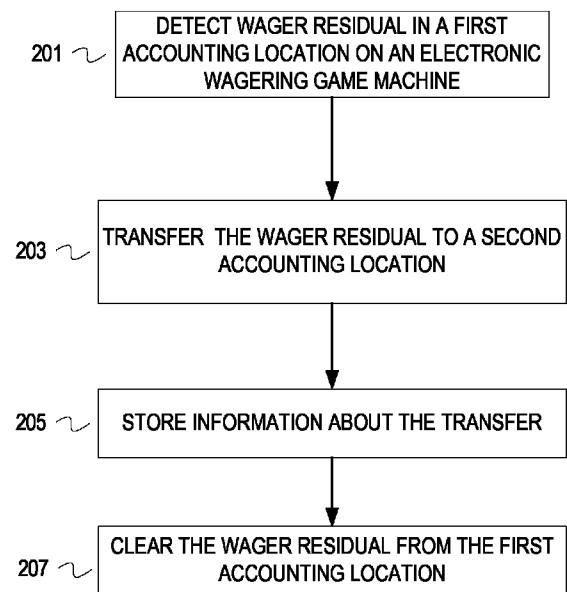 DETECT WAGER RESIDUAL IN A FIRST
201 ACCOUNTING LOCATION ON AN ELECTRONIC
WAGERING GAME MACHINE
TRANSFER THE WAGER RESIDUAL TO A SECOND
203 ACCOUNTING LOCATION
205 STORE INFORMATION ABOUT THE TRANSFER
CLEAR THE WAGER RESIDUAL FROM THE FIRST
207 ACCOUNTING LOCATION